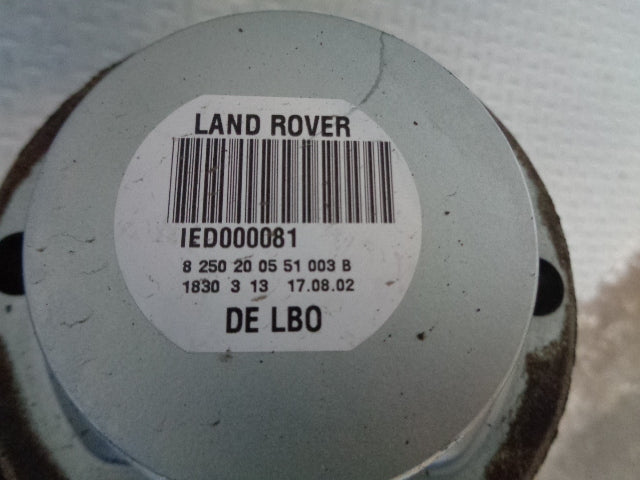 LAND ROVER
IED000081
8 250 20 05 51 003 B
1830 3 13 17.08.02
DE LBO